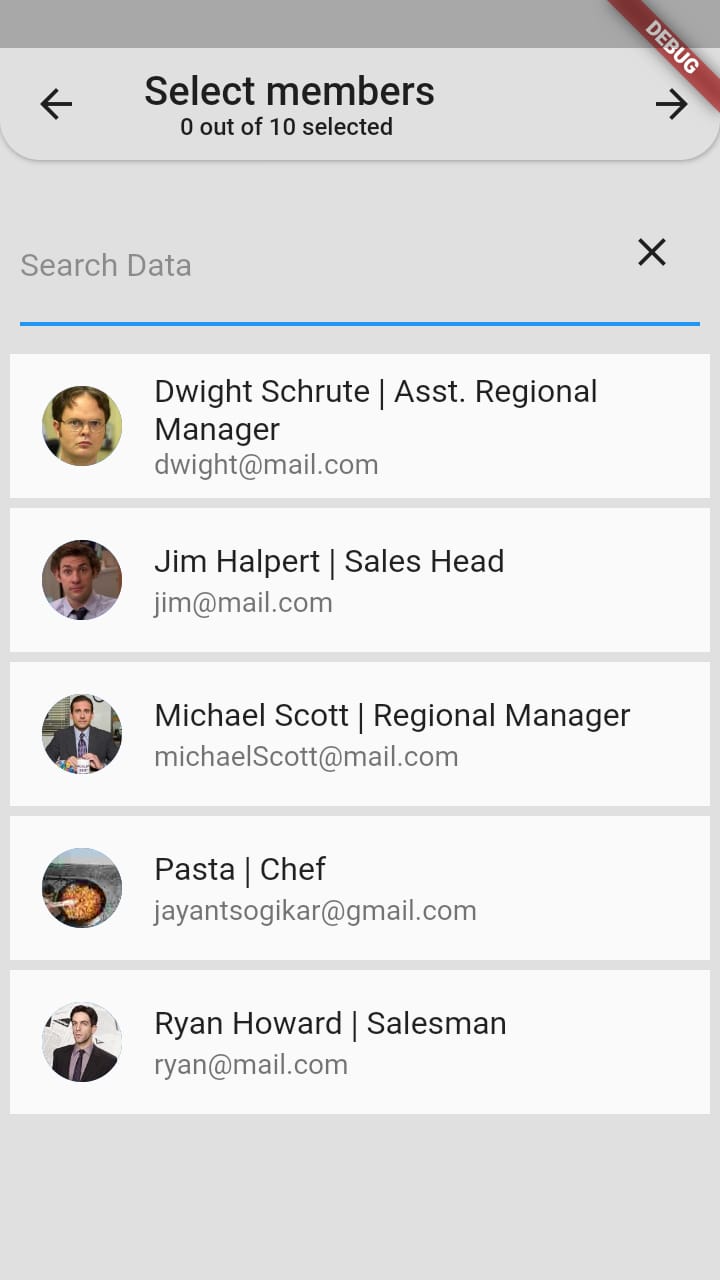 DEBUG
Select members
0 out of 10 selected
Search Data
Dwight Schrute | Asst. Regional
Manager
dwight@mail.com
Jim Halpert | Sales Head
jim@mail.com
Michael Scott | Regional Manager
michaelScott@mail.com
Pasta | Chef
jayantsogikar@gmail.com
Ryan Howard | Salesman
ryan@mail.com